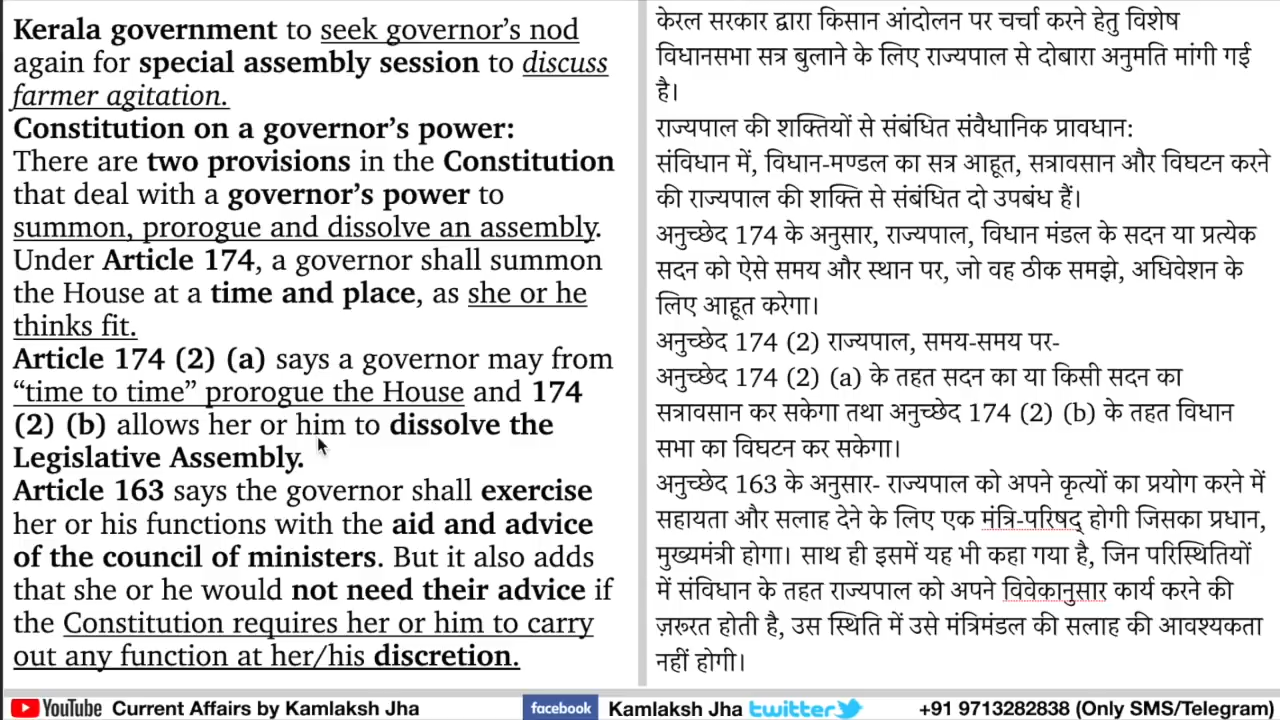 Kerala government to seek governor's nod
again for special assembly session to discuss
farmer agitation.
Constitution on a governor's power:
There are two provisions in the Constitution
that deal with a governor's power to
summon, prorogue and dissolve an assembly.
Under Article 174, a governor shall summon
the House at a time and place, as she or he
thinks fit.
Article 174 (2) (a) says a governor may from
“time to time” prorogue the House and 174
(2) (b) allows her or him to dissolve the
Legislative Assembly.
Article 163 says the governor shall exercise
her or his functions with the aid and advice
of the council of ministers. But it also adds
that she or he would not need their advice if
the Constitution requires her or him to carry
out any function at her/his discretion.
केरल सरकार द्वारा किसान आंदोलन पर चर्चा करने हेतु विशेष
विधानसभा सत्र बुलाने के लिए राज्यपाल से दोबारा अनुमति मांगी गई
है।
राज्यपाल की शक्तियों से संबंधित संवैधानिक प्रावधान:
संविधान में, विधान-मण्डल का सत्र आहूत, सत्रावसान और विघटन करने
की राज्यपाल की शक्ति से संबंधित दो उपबंध हैं।
अनुच्छेद 174 के अनुसार, राज्यपाल, विधान मंडल के सदन या प्रत्येक
सदन को ऐसे समय और स्थान पर, जो वह ठीक समझे, अधिवेशन के
लिए आहूत करेगा।
अनुच्छेद 174 (2) राज्यपाल, समय-समय पर-
अनुच्छेद 174 (2) (a) के तहत सदन का या किसी सदन का
सत्रावसान कर सकेगा तथा अनुच्छेद 174 (2) (b) के तहत विधान
सभा का विघटन कर सकेगा।
अनुच्छेद 163 के अनुसार- राज्यपाल को अपने कृत्यों का प्रयोग करने में
सहायता और सलाह देने के लिए एक मंत्रि-परिषद् होगी जिसका प्रधान,
मुख्यमंत्री होगा। साथ ही इसमें यह भी कहा गया है, जिन परिस्थितियों
में संविधान के तहत राज्यपाल को अपने विवेकानुसार कार्य करने की
ज़रूरत होती है, उस स्थिति में उसे मंत्रिमंडल की सलाह की आवश्यकता
नहीं होगी।
YouTube Current Affairs by Kamlaksh Jha
facebook Kamlaksh Jha twitter
+91 9713282838 (Only SMS/Telegram)